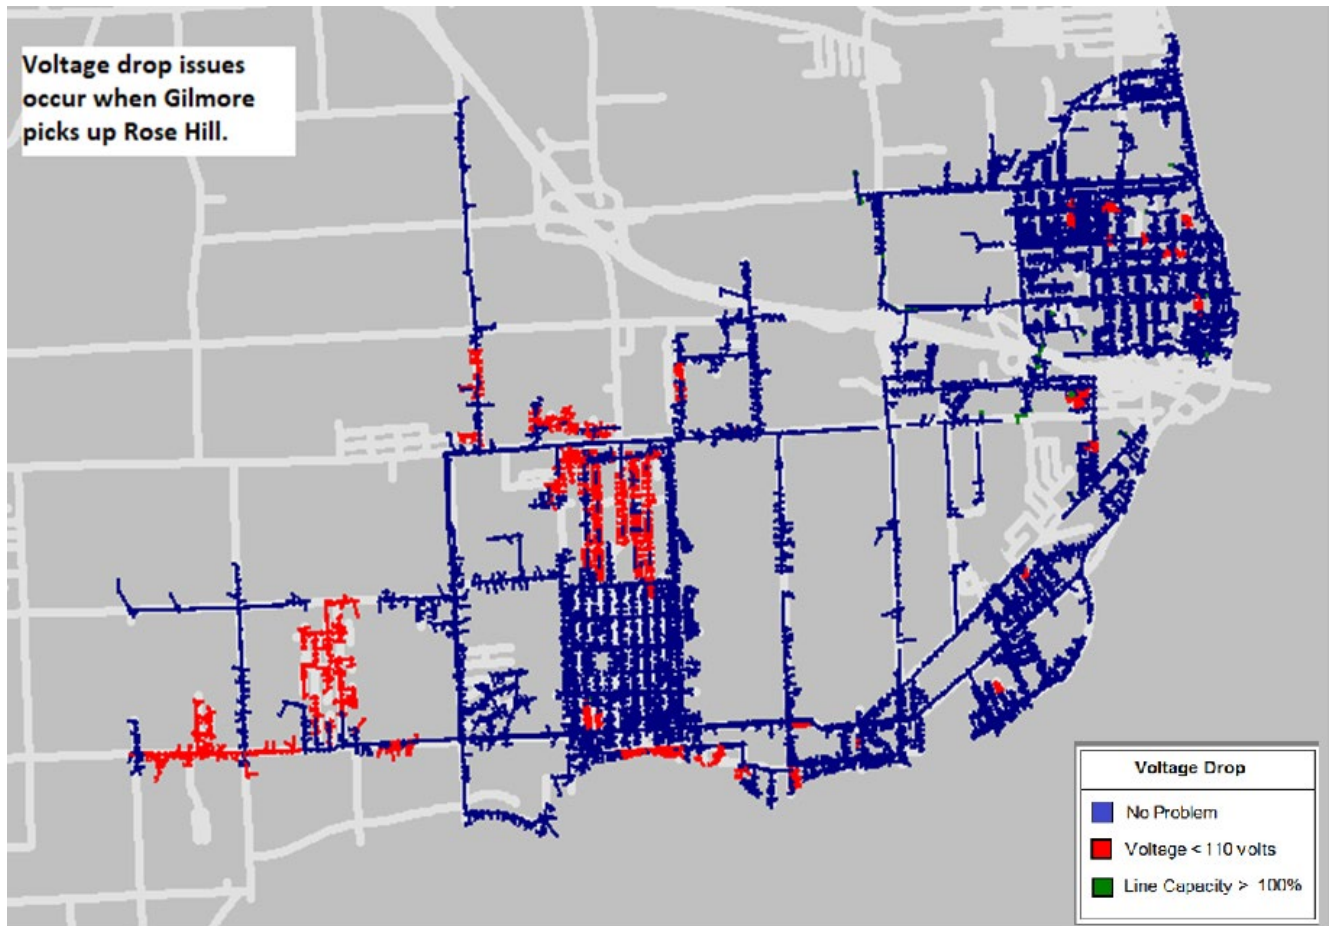 Voltage drop issues
occur when Gilmore
picks up Rose Hill.
Voltage Drop
No Problem
Voltage < 110 volts
Line Capacity > 100%